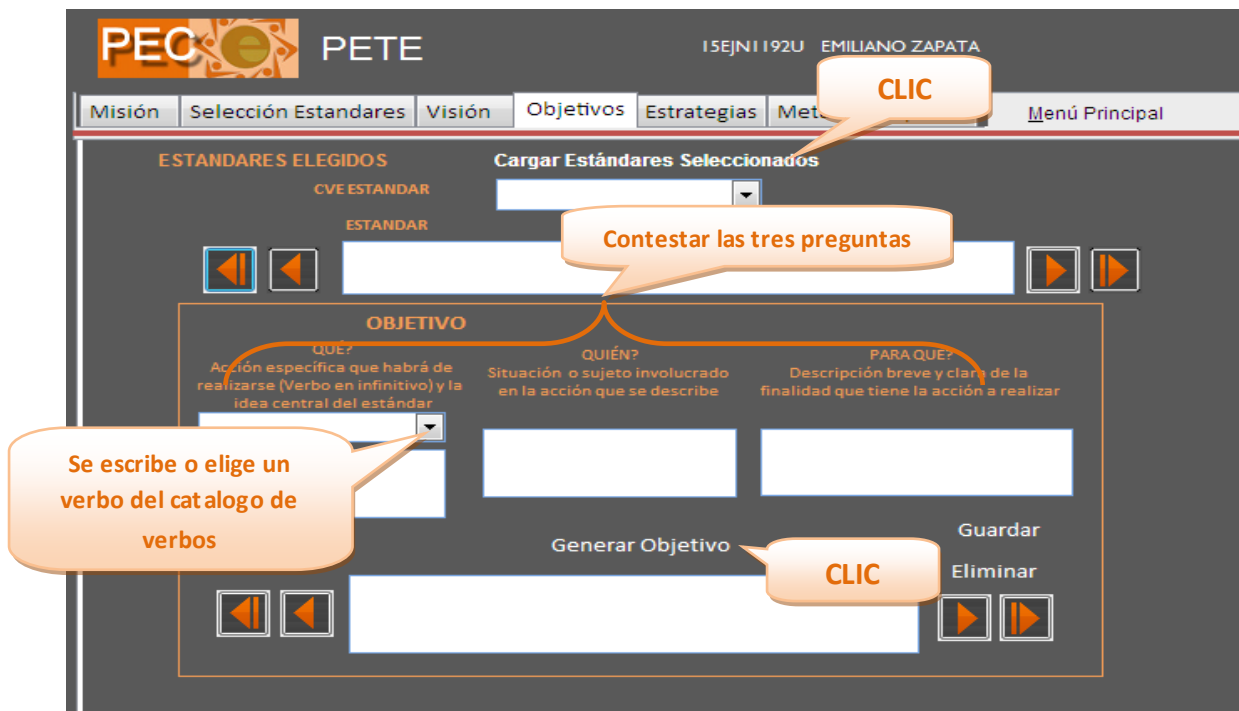 PEC e PETE
15EJN1192U EMILIANO ZAPATA
CLIC
Misión Selección Estandares Visión Objetivos Estrategias Menú Principal
ESTANDARES ELEGIDOS
Cargar Estándares Seleccionados
CVE ESTANDAR
ESTANDAR
Contestar las tres preguntas
OBJETIVO
QUÉ?
Acción específica que habrá de
realizarse (Verbo en infinitivo) y la
idea central del estándar
QUIÉN?
Situación o sujeto involucrado
en la acción que se describe
PARA QUE?
Descripción breve y clara de la
finalidad que tiene la acción a realizar
Se escribe o elige un
verbo del catalogo de
verbos
Generar Objetivo
CLIC
Guardar
Eliminar